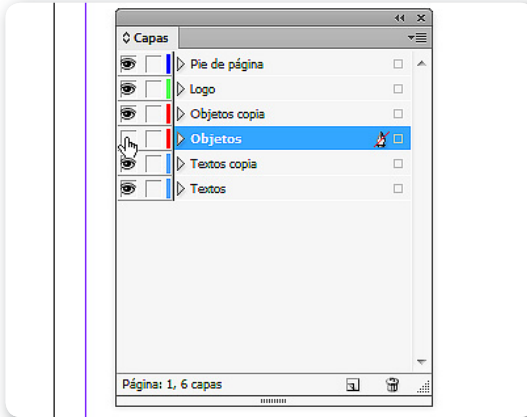 Capas
Pie de página
Logo
Objetos copia
Objetos
Textos copia
Textos
Página: 1, 6 capas